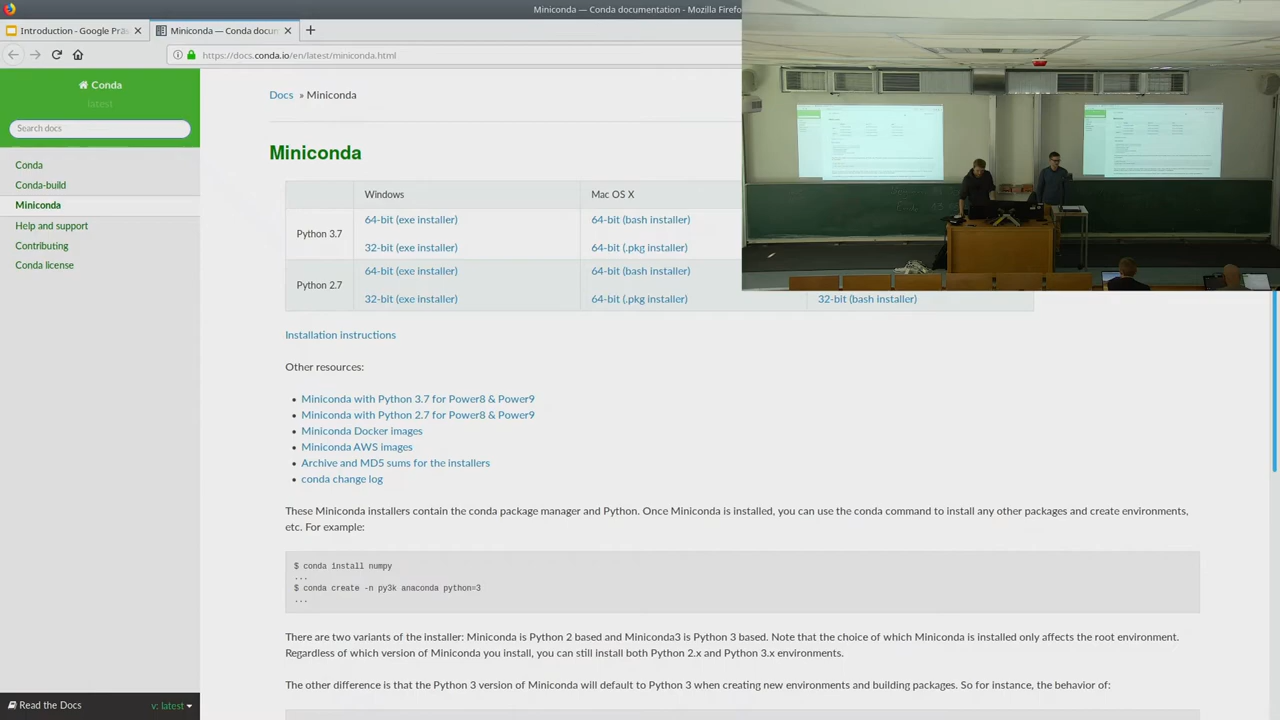 Miniconda — Conda documentation - Mozilla Firefo
Introduction - Google Prä
Miniconda — Conda docum
https://docs.conda.io/en/latest/miniconda.html
Conda
latest
Search docs
Conda
Conda-build
Miniconda
Help and support
Contributing
Conda license
Read the Docs
v: latest
Docs » Miniconda
Miniconda
Windows
Mac OS X
Python 3.7
64-bit (exe installer)
64-bit (bash installer)
32-bit (exe installer)
64-bit (.pkg installer)
Python 2.7
64-bit (exe installer)
64-bit (bash installer)
32-bit (exe installer)
64-bit (.pkg installer)
32-bit (bash installer)
Installation instructions
Other resources:
• Miniconda with Python 3.7 for Power8 & Power9
• Miniconda with Python 2.7 for Power8 & Power9
• Miniconda Docker images
• Miniconda AWS images
• Archive and MD5 sums for the installers
• conda change log
These Miniconda installers contain the conda package manager and Python. Once Miniconda is installed, you can use the conda command to install any other packages and create environments,
etc. For example:
$ conda install numpy
...
$ conda create -n py3k anaconda python=3
...
There are two variants of the installer: Miniconda is Python 2 based and Miniconda3 is Python 3 based. Note that the choice of which Miniconda is installed only affects the root environment.
Regardless of which version of Miniconda you install, you can still install both Python 2.x and Python 3.x environments.
The other difference is that the Python 3 version of Miniconda will default to Python 3 when creating new environments and building packages. So for instance, the behavior of: